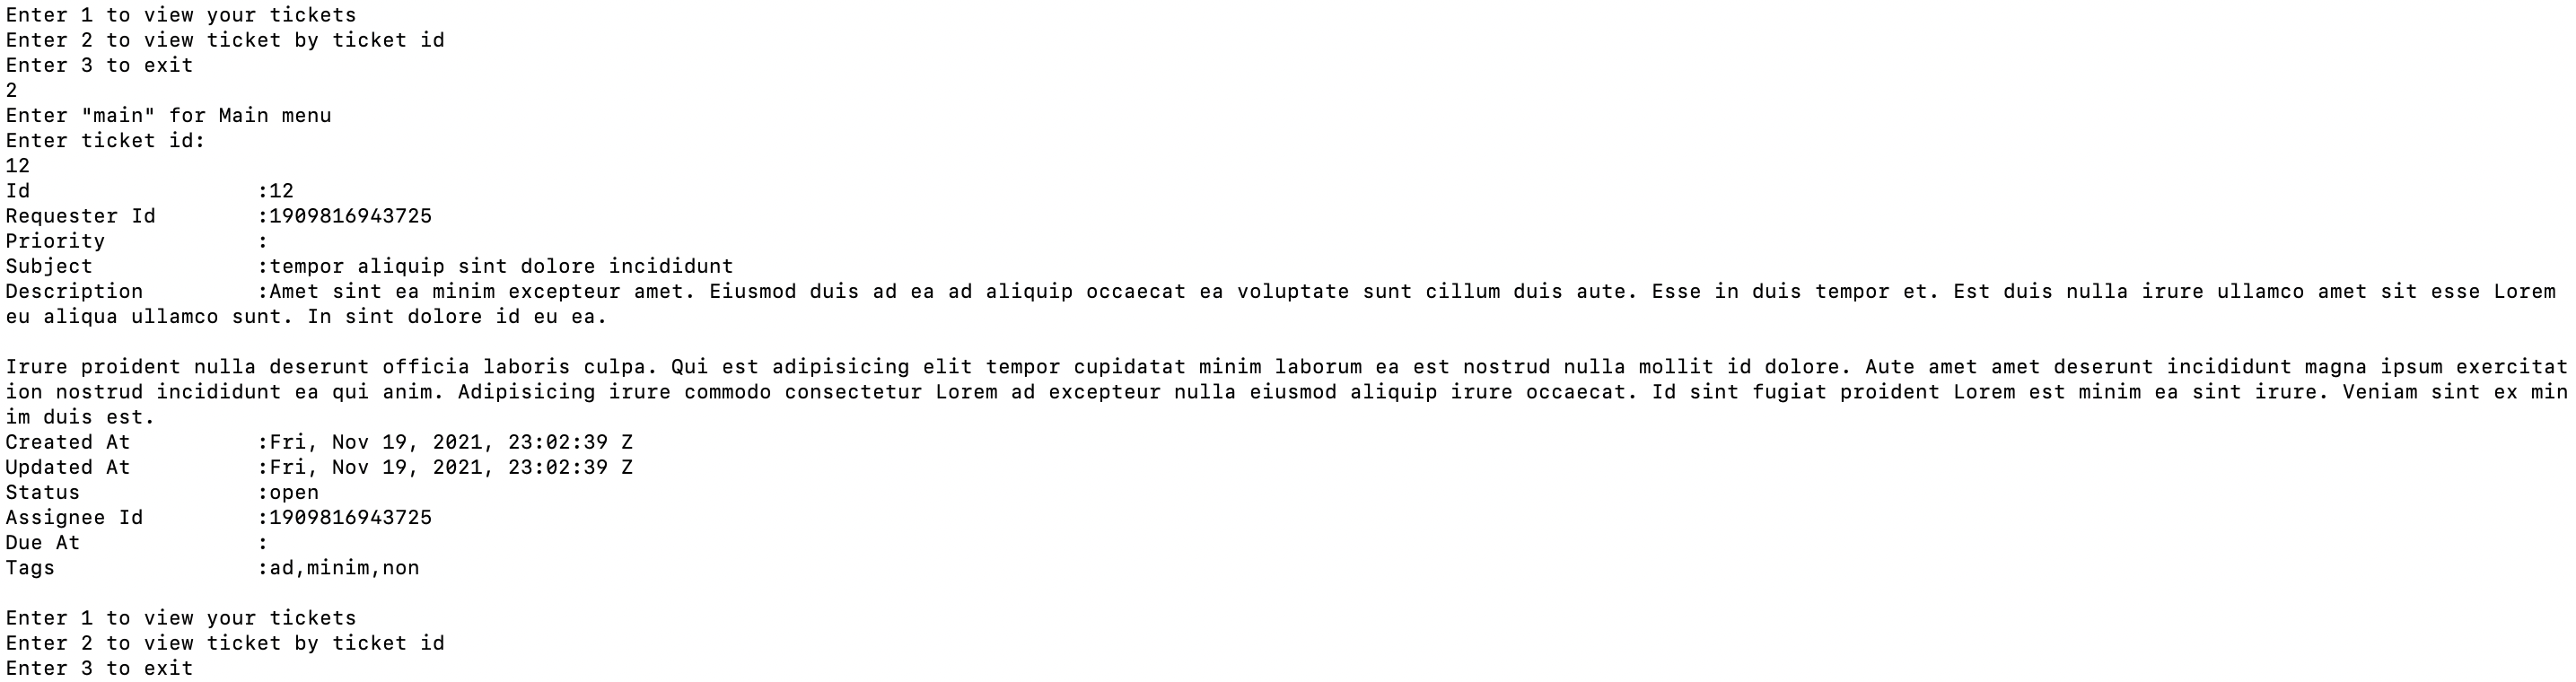 Enter 1 to view your tickets
Enter 2 to view ticket by ticket id
Enter 3 to exit
2
Enter "main" for Main menu
Enter ticket id:
12
Id                  :12
Requester Id        :1909816943725
Priority            :
Subject             :tempor aliquip sint dolore incididunt
Description         :Amet sint ea minim excepteur amet. Eiusmod duis ad ea ad aliquip occaecat ea voluptate sunt cillum duis aute. Esse in duis tempor et. Est duis nulla irure ullamco amet sit esse Lorem
eu aliqua ullamco sunt. In sint dolore id eu ea.

Irure proident nulla deserunt officia laboris culpa. Qui est adipisicing elit tempor cupidatat minim laborum ea est nostrud nulla mollit id dolore. Aute amet amet deserunt incididunt magna ipsum exercitat
ion nostrud incididunt ea qui anim. Adipisicing irure commodo consectetur Lorem ad excepteur nulla eiusmod aliquip irure occaecat. Id sint fugiat proident Lorem est minim ea sint irure. Veniam sint ex min
im duis est.
Created At          :Fri, Nov 19, 2021, 23:02:39 Z
Updated At          :Fri, Nov 19, 2021, 23:02:39 Z
Status              :open
Assignee Id         :1909816943725
Due At              :
Tags                :ad,minim,non

Enter 1 to view your tickets
Enter 2 to view ticket by ticket id
Enter 3 to exit